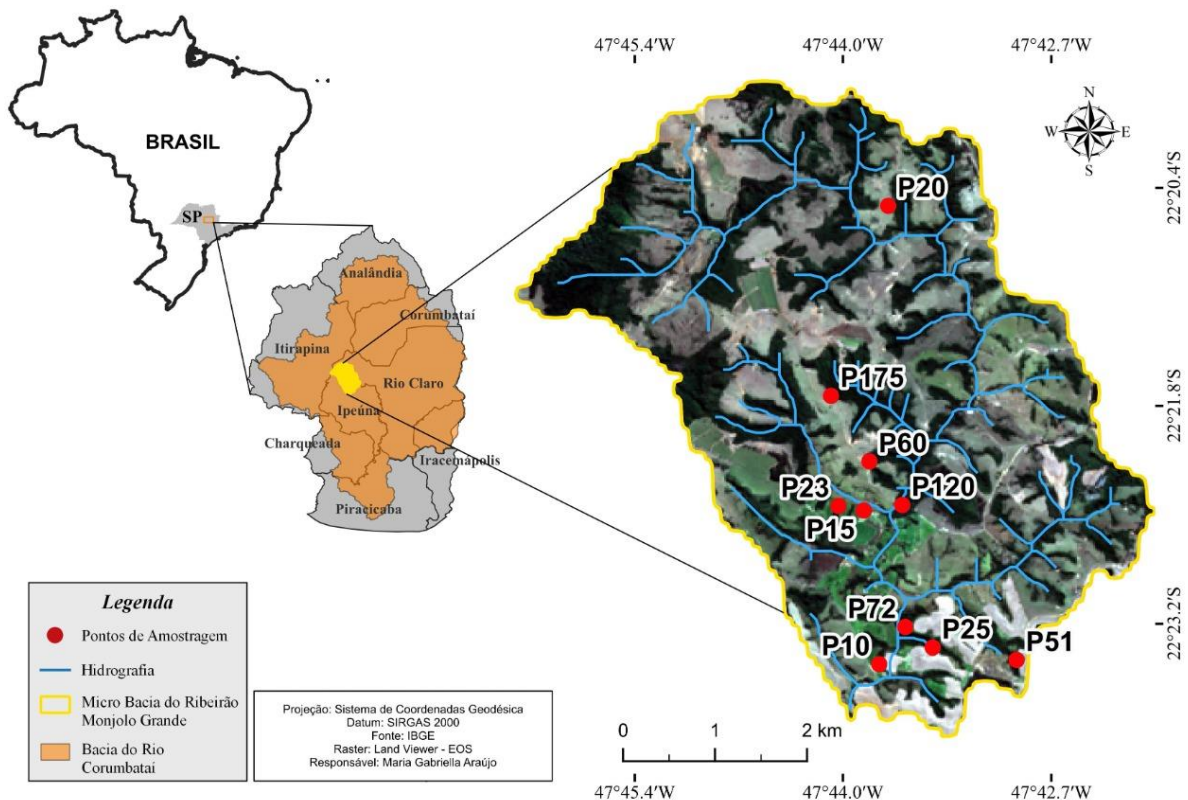 47°45.4'W
47°44.0'W
47°42.7'W
BRASIL
SP
N
W
E
S
22°20.4'S
22°21.8'S
22°23.2'S
P20
P175
P60
P23
P120
P15
P72
P25
P51
P10
Analândia
Corumbataí
Itirapina
Rio Claro
Ipeúna
Charqueada
Iracemápolis
Piracicaba
Legenda
Pontos de Amostragem
Hidrografia
Micro Bacia do Ribeirão
Monjolo Grande
Bacia do Rio
Corumbataí
Projeção: Sistema de Coordenadas Geodésica
Datum: SIRGAS 2000
Fonte: IBGE
Raster: Land Viewer - EOS
Responsável: Maria Gabriella Araújo
0 1 2 km
47°45.4'W
47°44.0'W
47°42.7'W